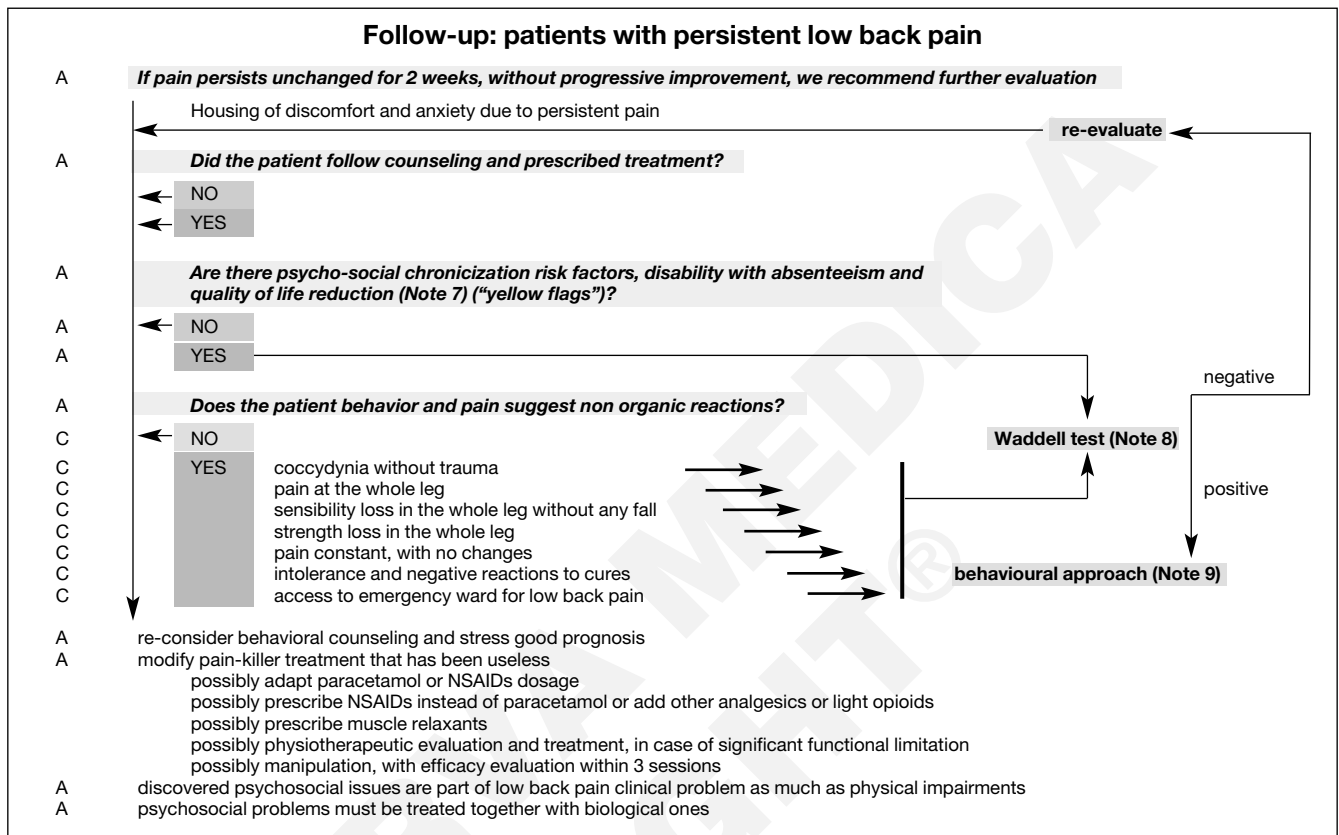 Follow-up: patients with persistent low back pain
A If pain persists unchanged for 2 weeks, without progressive improvement, we recommend further evaluation
Housing of discomfort and anxiety due to persistent pain
re-evaluate
A Did the patient follow counseling and prescribed treatment?
NO
YES
A Are there psycho-social chronicization risk factors, disability with absenteeism and
quality of life reduction (Note 7) ("yellow flags")?
A NO
A YES
negative
A Does the patient behavior and pain suggest non organic reactions?
C NO
Waddell test (Note 8)
C YES coccydynia without trauma
C pain at the whole leg
positive
C sensibility loss in the whole leg without any fall
C strength loss in the whole leg
C pain constant, with no changes
C intolerance and negative reactions to cures
behavioural approach (Note 9)
C access to emergency ward for low back pain
A re-consider behavioral counseling and stress good prognosis
A modify pain-killer treatment that has been useless
possibly adapt paracetamol or NSAIDs dosage
possibly prescribe NSAIDs instead of paracetamol or add other analgesics or light opioids
possibly prescribe muscle relaxants
possibly physiotherapeutic evaluation and treatment, in case of significant functional limitation
possibly manipulation, with efficacy evaluation within 3 sessions
A discovered psychosocial issues are part of low back pain clinical problem as much as physical impairments
A psychosocial problems must be treated together with biological ones
MEDICA
®